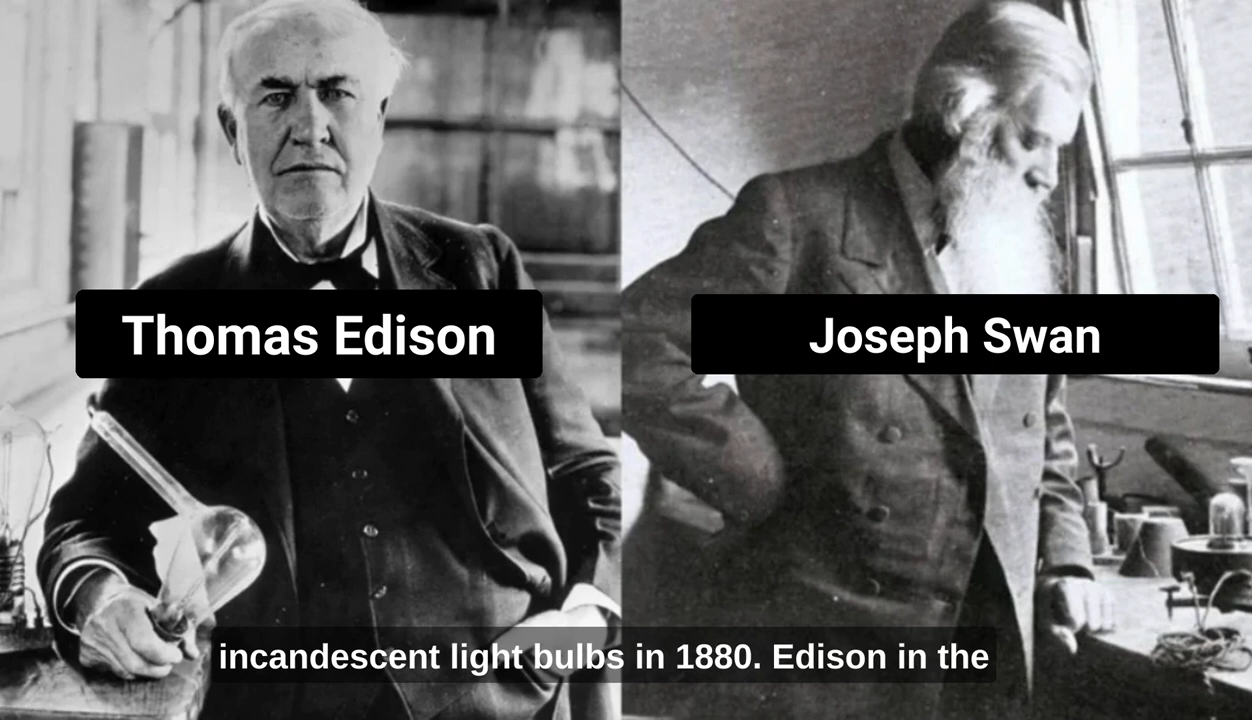 Thomas Edison
Joseph Swan
incandescent light bulbs in 1880. Edison in the